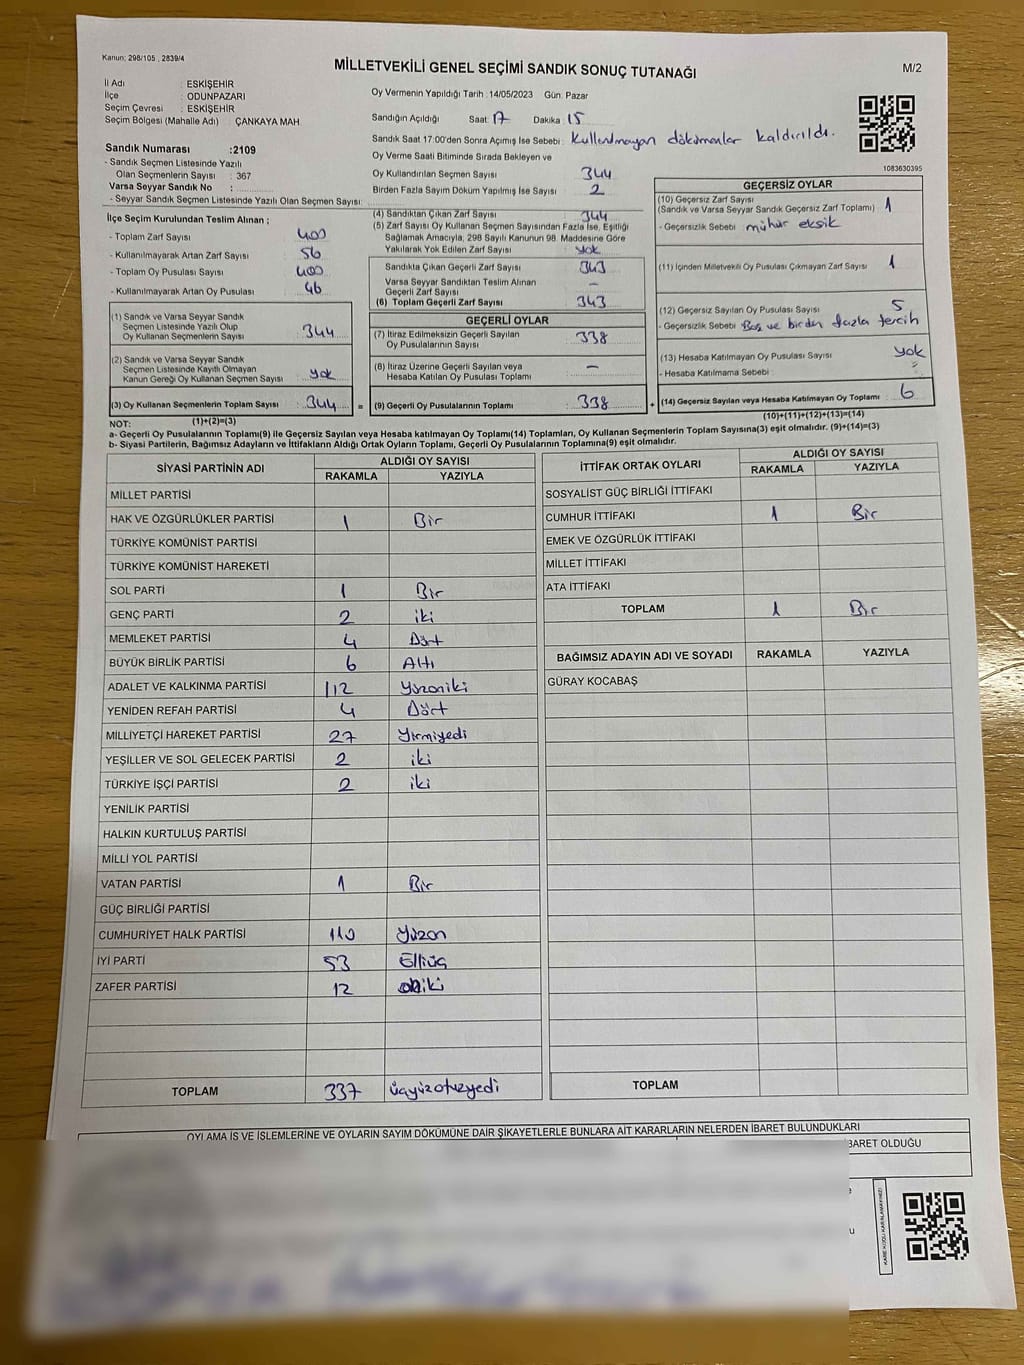 Kanun: 298/105 , 2839/4
MİLLETVEKİLİ GENEL SEÇİMİ SANDIK SONUÇ TUTANAĞI
M/2
İl Adı : ESKİŞEHİR
İlçe : ODUNPAZARI
Seçim Çevresi : ESKİŞEHİR
Seçim Bölgesi (Mahalle Adı) : ÇANKAYA MAH.
Sandık Numarası :2109
- Sandık Seçmen Listesinde Yazılı
Olan Seçmenlerin Sayısı : 367
Varsa Seyyar Sandık No :
- Seyyar Sandık Seçmen Listesinde Yazılı Olan Seçmen Sayısı:
Oy Vermenin Yapıldığı Tarih : 14/05/2023 Gün: Pazar
Sandığın Açıldığı Saat: 17 Dakika: 15
Sandık Saat 17:00'den Sonra Açımış İse Sebebi: Kullanılmayan dökümanlar kaldırıldı.
Oy Verme Saati Bitiminde Sırada Bekleyen ve
Oy Kullandırılan Seçmen Sayısı : 344
Birden Fazla Sayım Döküm Yapılmış İse Sayısı : 2
1083630395
İlçe Seçim Kurulundan Teslim Alınan ;
- Toplam Zarf Sayısı : 400
- Kullanılmayarak Artan Zarf Sayısı : 56
- Toplam Oy Pusulası Sayısı : 400
- Kullanılmayarak Artan Oy Pusulası : 46
(1) Sandık ve Varsa Seyyar Sandık
Seçmen Listesinde Yazılı Olup
Oy Kullanan Seçmenlerin Sayısı : 344
(2) Sandık ve Varsa Seyyar Sandık
Seçmen Listesinde Kayıtlı Olmayan
Kanun Gereği Oy Kullanan Seçmen Sayısı : yok
(3) Oy Kullanan Seçmenlerin Toplam Sayısı : 344 =
(1)+(2)=(3)
(4) Sandıktan Çıkan Zarf Sayısı : 344
(5) Zarf Sayısı Oy Kullanan Seçmen Sayısından Fazla İse, Eşitliği
Sağlamak Amacıyla, 298 Sayılı Kanunun 98. Maddesine Göre
Yakılarak Yok Edilen Zarf Sayısı : yok
Sandıkta Çıkan Geçerli Zarf Sayısı : 343
Varsa Seyyar Sandıktan Teslim Alınan
Geçerli Zarf Sayısı : -
(6) Toplam Geçerli Zarf Sayısı : 343
GEÇERLİ OYLAR
(7) İtiraz Edilmeksizin Geçerli Sayılan
Oy Pusulalarının Sayısı : 338
(8) İtiraz Üzerine Geçerli Sayılan veya
Hesaba Katılan Oy Pusulası Toplamı : -
(9) Geçerli Oy Pusulalarının Toplamı : 338 +
GEÇERSİZ OYLAR
(10) Geçersiz Zarf Sayısı
(Sandık ve Varsa Seyyar Sandık Geçersiz Zarf Toplamı) : 1
- Geçersizlik Sebebi : mühür eksik
(11) İçinden Milletvekili Oy Pusulası Çıkmayan Zarf Sayısı : 1
(12) Geçersiz Sayılan Oy Pusulası Sayısı : 5
- Geçersizlik Sebebi : Boş ve birden fazla tercih
(13) Hesaba Katılmayan Oy Pusulası Sayısı : yok
- Hesaba Katılmama Sebebi :
(14) Geçersiz Sayılan veya Hesaba Katılmayan Oy Toplamı : 6
(10)+(11)+(12)+(13)=(14)
NOT:
a- Geçerli Oy Pusulalarının Toplamı(9) ile Geçersiz Sayılan veya Hesaba katılmayan Oy Toplamı(14) Toplamları, Oy Kullanan Seçmenlerin Toplam Sayısına(3) eşit olmalıdır. (9)+(14)=(3)
b- Siyasi Partilerin, Bağımsız Adayların ve İttifakların Aldığı Ortak Oyların Toplamı, Geçerli Oy Pusulalarının Toplamına(9) eşit olmalıdır.
SİYASİ PARTİNİN ADI ALDIĞI OY SAYISI
RAKAMLA YAZIYLA
MİLLET PARTİSİ
HAK VE ÖZGÜRLÜKLER PARTİSİ 1 Bir
TÜRKİYE KOMÜNİST PARTİSİ
TÜRKİYE KOMÜNİST HAREKETİ
SOL PARTİ 1 Bir
GENÇ PARTİ 2 iki
MEMLEKET PARTİSİ 4 Dört
BÜYÜK BİRLİK PARTİSİ 6 Altı
ADALET VE KALKINMA PARTİSİ 112 Yüzoniki
YENİDEN REFAH PARTİSİ 4 Dört
MİLLİYETÇİ HAREKET PARTİSİ 27 Yirmiyedi
YEŞİLLER VE SOL GELECEK PARTİSİ 2 iki
TÜRKİYE İŞÇİ PARTİSİ 2 iki
YENİLİK PARTİSİ
HALKIN KURTULUŞ PARTİSİ
MİLLİ YOL PARTİSİ
VATAN PARTİSİ 1 Bir
GÜÇ BİRLİĞİ PARTİSİ
CUMHURİYET HALK PARTİSİ 110 Yüzon
İYİ PARTİ 53 Elliüç
ZAFER PARTİSİ 12 oniki
TOPLAM 337 üçyüzotuzyedi
İTTİFAK ORTAK OYLARI ALDIĞI OY SAYISI
RAKAMLA YAZIYLA
SOSYALİST GÜÇ BİRLİĞİ İTTİFAKI
CUMHUR İTTİFAKI 1 Bir
EMEK VE ÖZGÜRLÜK İTTİFAKI
MİLLET İTTİFAKI
ATA İTTİFAKI
TOPLAM 1 Bir
BAĞIMSIZ ADAYIN ADI VE SOYADI RAKAMLA YAZIYLA
GÜRAY KOCABAŞ
TOPLAM
OYLAMA İŞ VE İŞLEMLERİNE VE OYLARIN SAYIM DÖKÜMÜNE DAİR ŞİKAYETLERLE BUNLARA AİT KARARLARIN NELERDEN İBARET BULUNDUKLARI
BARET OLDUĞU
KARE KODU KARALAMAYINIZ!